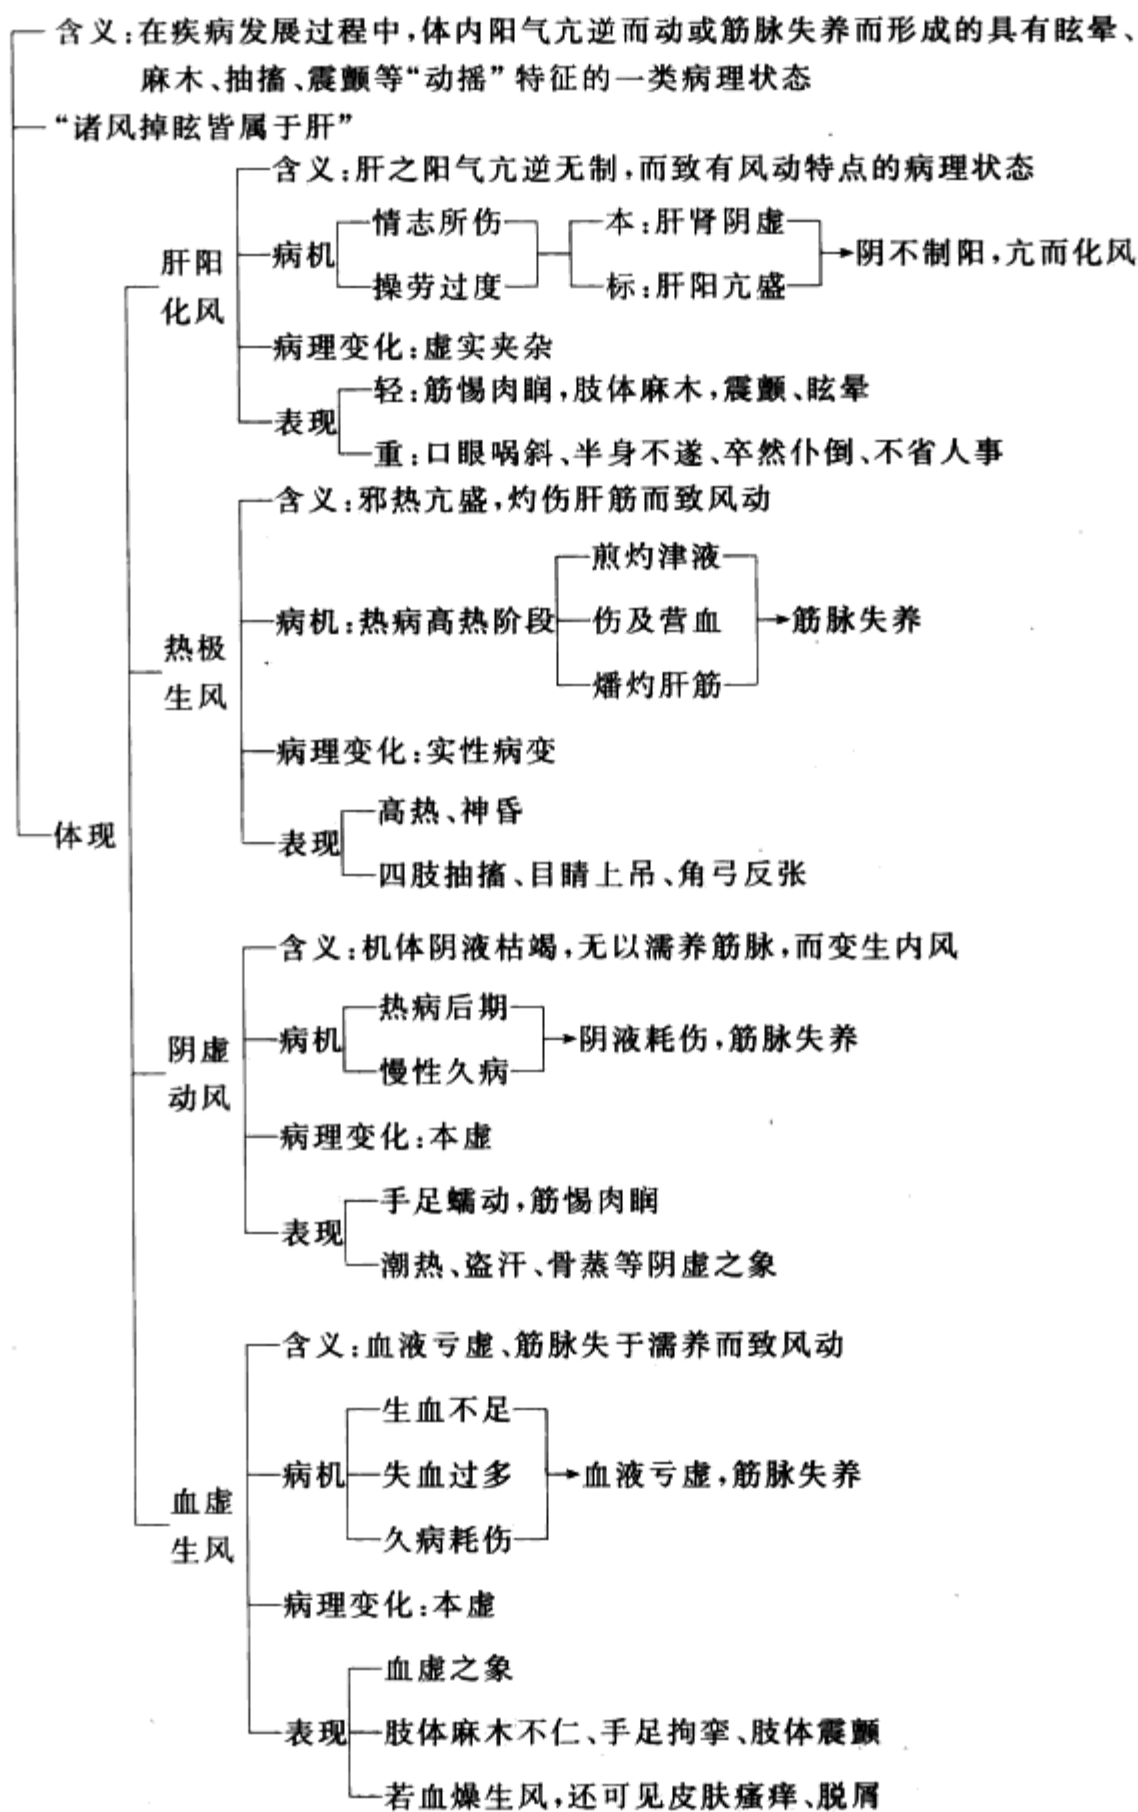 含义:在疾病发展过程中,体内阳气亢逆而动或筋脉失养而形成的具有眩晕、
麻木、抽搐、震颤等“动摇”特征的一类病理状态
“诸风掉眩皆属于肝”
体现
肝阳
化风
含义:肝之阳气亢逆无制,而致有风动特点的病理状态
病机
情志所伤
操劳过度
本:肝肾阴虚
标:肝阳亢盛
阴不制阳,亢而化风
病理变化:虚实夹杂
表现
轻:筋惕肉瞤,肢体麻木,震颤、眩晕
重:口眼㖞斜、半身不遂、卒然仆倒、不省人事
热极
生风
含义:邪热亢盛,灼伤肝筋而致风动
病机:热病高热阶段
煎灼津液
伤及营血
燔灼肝筋
筋脉失养
病理变化:实性病变
表现
高热、神昏
四肢抽搐、目睛上吊、角弓反张
阴虚
动风
含义:机体阴液枯竭,无以濡养筋脉,而变生内风
病机
热病后期
慢性久病
阴液耗伤,筋脉失养
病理变化:本虚
表现
手足蠕动,筋惕肉瞤
潮热、盗汗、骨蒸等阴虚之象
血虚
生风
含义:血液亏虚、筋脉失于濡养而致风动
病机
生血不足
失血过多
久病耗伤
血液亏虚,筋脉失养
病理变化:本虚
表现
血虚之象
肢体麻木不仁、手足拘挛、肢体震颤
若血燥生风,还可见皮肤瘙痒、脱屑